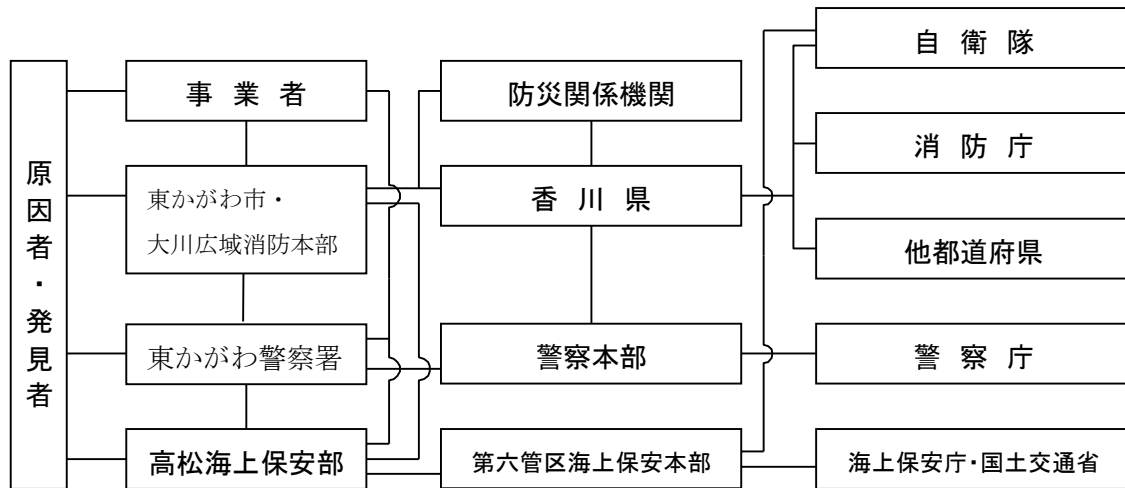 原因者・発見者
事業者
東かがわ市・
大川広域消防本部
東かがわ警察署
高松海上保安部
防災関係機関
香川県
警察本部
第六管区海上保安本部
自衛隊
消防庁
他都道府県
警察庁
海上保安庁・国土交通省